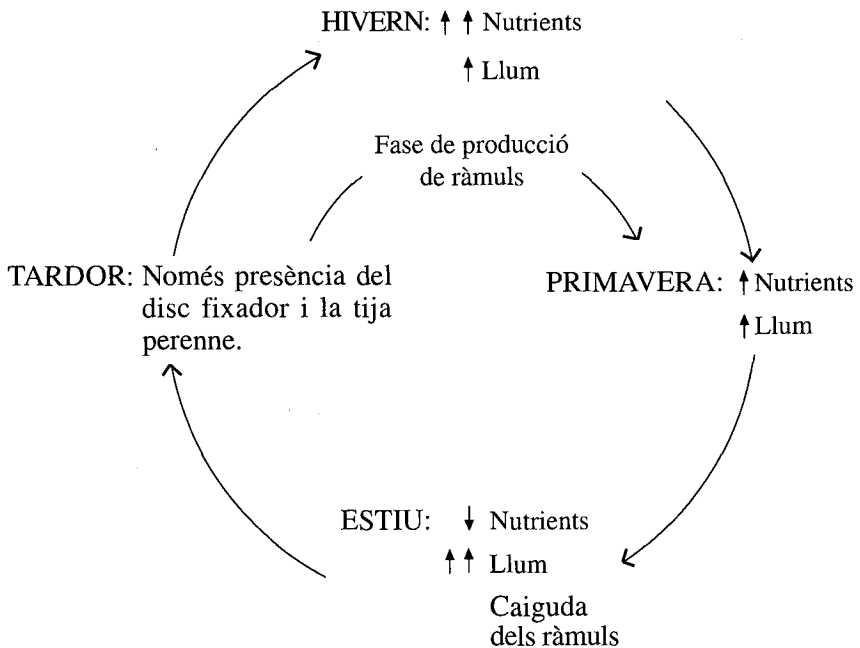 HIVERN: ↑ ↑ Nutrients
↑ Llum
Fase de producció
de ràmuls
TARDOR: Només presència del
disc fixador i la tija
perenne.
PRIMAVERA: ↑ Nutrients
↑ Llum
ESTIU: ↓ Nutrients
↑ ↑ Llum
Caiguda
dels ràmuls